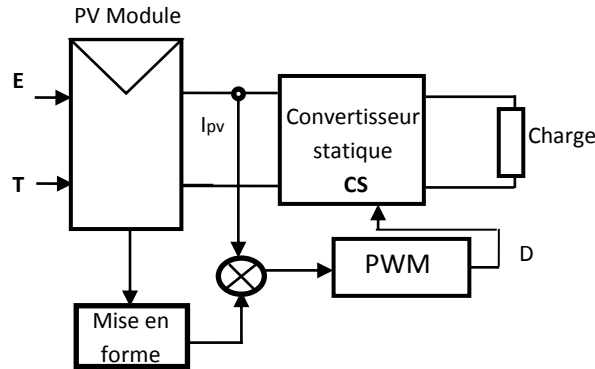 PV Module
E
T
Ipv
Convertisseur
statique
CS
Charge
PWM
D
Mise en
forme